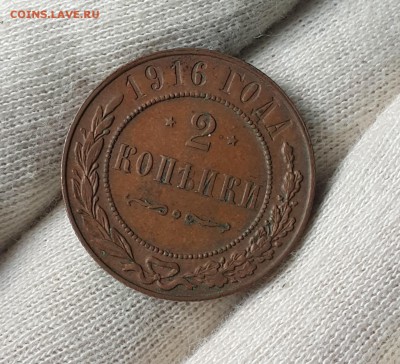 COINS.LAVE.RU
1916 ГОДА
* 2 *
КОПѢЙКИ